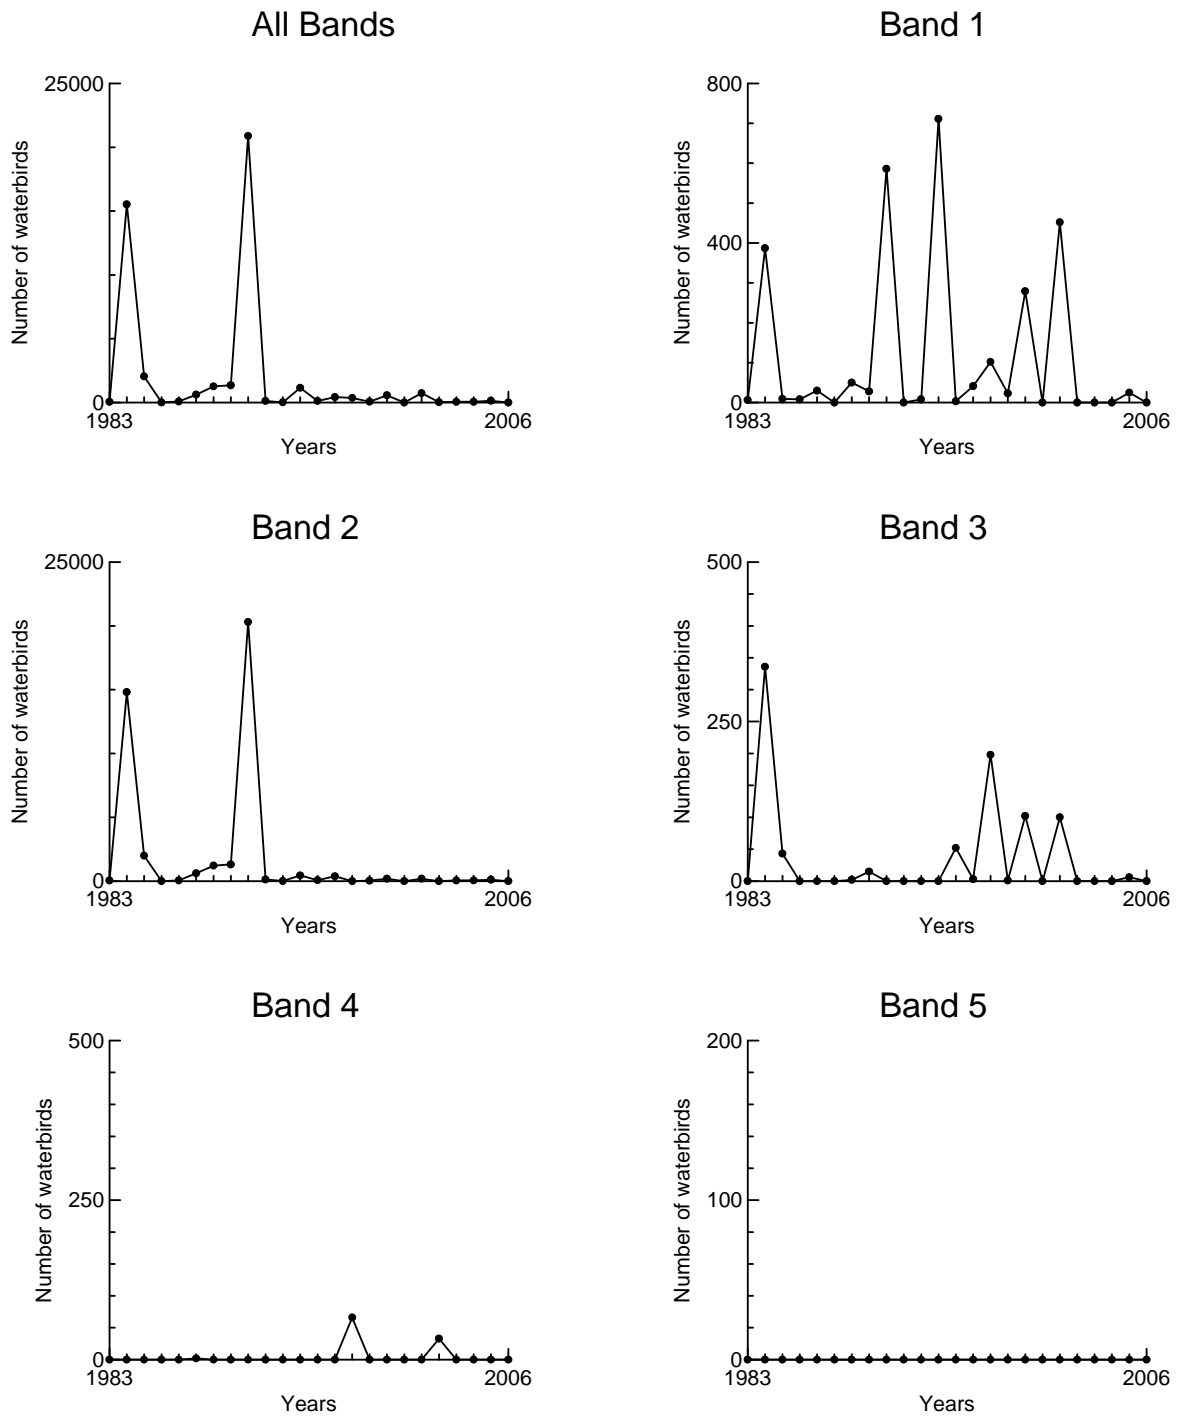 All Bands
25000
Number of waterbirds
0
1983
2006
Years
Band 1
800
400
Number of waterbirds
0
1983
2006
Years
Band 2
25000
Number of waterbirds
0
1983
2006
Years
Band 3
500
250
Number of waterbirds
0
1983
2006
Years
Band 4
500
250
Number of waterbirds
0
1983
2006
Years
Band 5
200
100
Number of waterbirds
0
1983
2006
Years